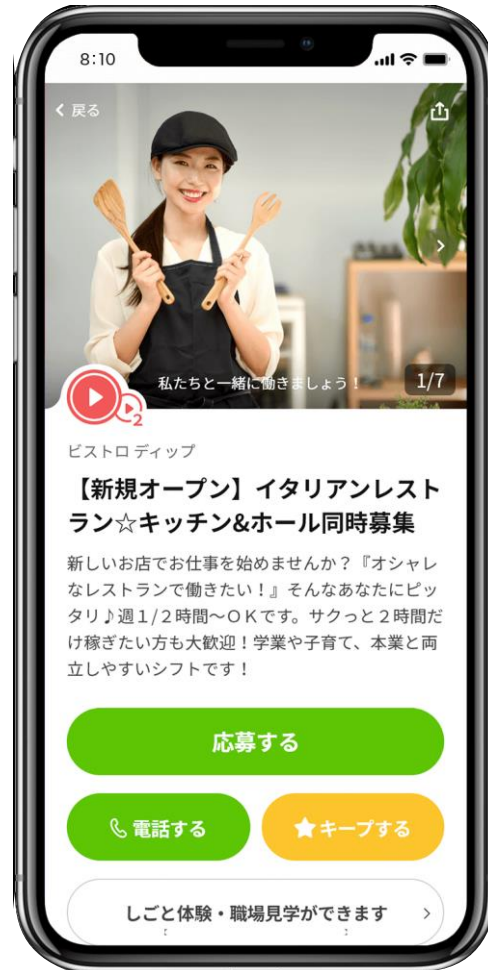 8:10
戻る
私たちと一緒に働きましょう!
1/7
2
ビストロ ディップ
【新規オープン】イタリアンレスト
ラン☆キッチン&ホール同時募集
新しいお店でお仕事を始めませんか?『オシャレ
なレストランで働きたい!』そんなあなたにピッ
タリ♪週1/2時間〜OKです。サクっと2時間だ
け稼ぎたい方も大歓迎!学業や子育て、本業と両
立しやすいシフトです!
応募する
電話する
キープする
しごと体験・職場見学ができます